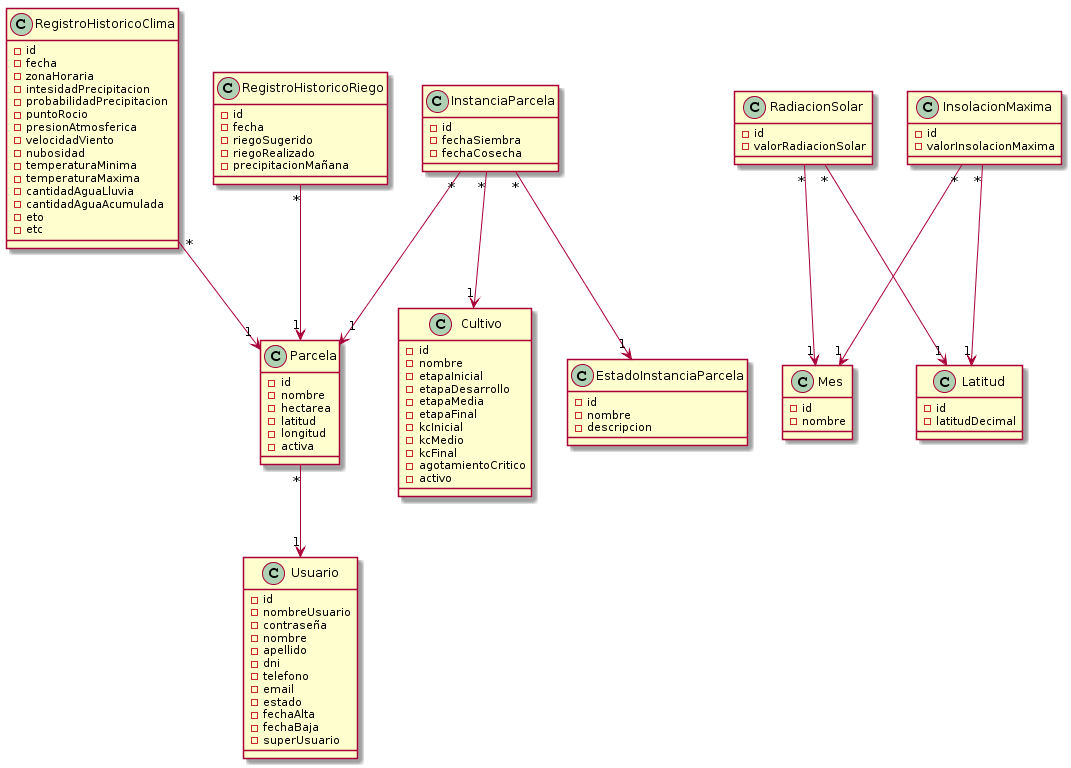 C RegistroHistoricoClima
id
fecha
zonaHoraria
intesidadPrecipitacion
probabilidadPrecipitacion
puntoRocio
presionAtmosferica
velocidadViento
nubosidad
temperaturaMinima
temperaturaMaxima
cantidadAguaLluvia
cantidadAguaAcumulada
eto
etc
C RegistroHistoricoRiego
id
fecha
riegoSugerido
riegoRealizado
precipitacionMañana
C InstanciaParcela
id
fechaSiembra
fechaCosecha
C RadiacionSolar
id
valorRadiacionSolar
C InsolacionMaxima
id
valorInsolacionMaxima
* * * * * * * * *
1 1 1 1 1 1 1 1 1
C Parcela
id
nombre
hectarea
latitud
longitud
activa
C Cultivo
id
nombre
etapaInicial
etapaDesarrollo
etapaMedia
etapaFinal
kcInicial
kcMedio
kcFinal
agotamientoCritico
activo
C EstadoInstanciaParcela
id
nombre
descripcion
C Mes
id
nombre
C Latitud
id
latitudDecimal
*
1
C Usuario
id
nombreUsuario
contraseña
nombre
apellido
dni
telefono
email
estado
fechaAlta
fechaBaja
superUsuario